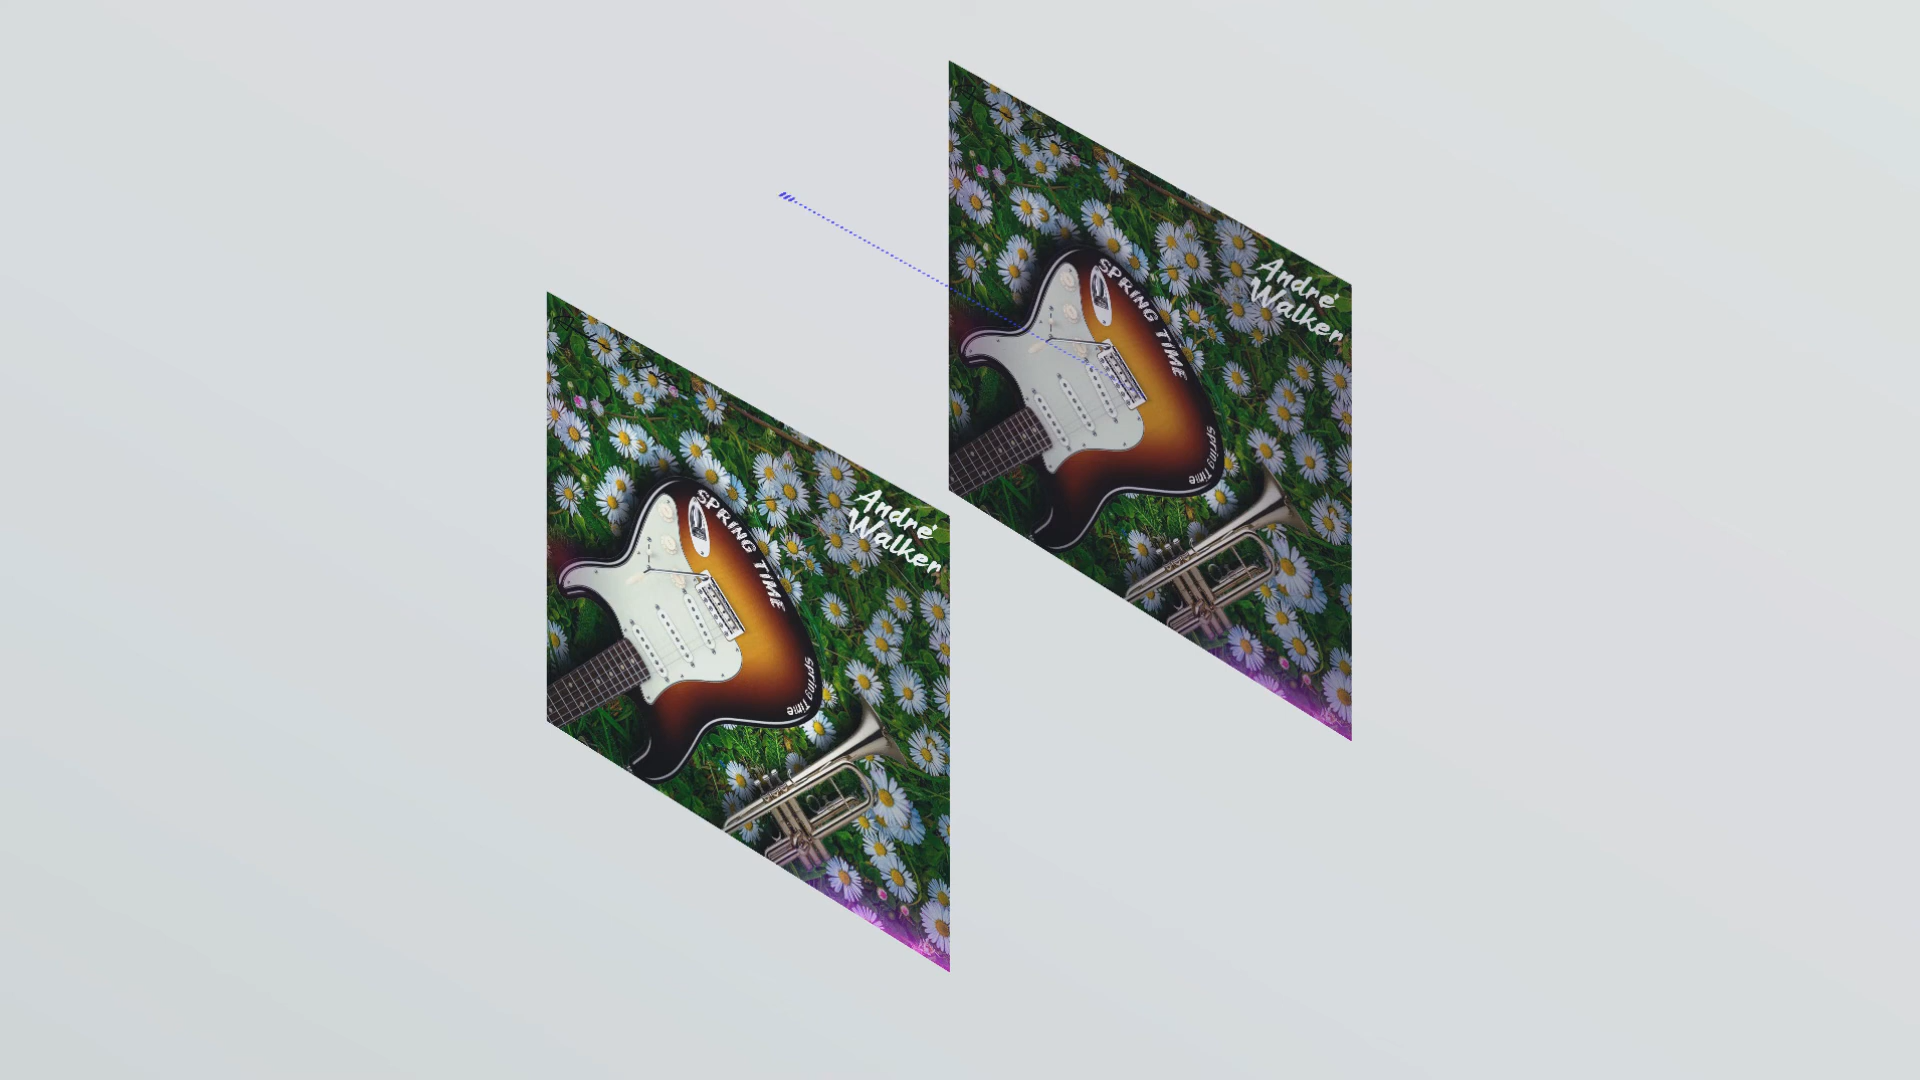 André
Walker
SPRING TIME
Spring Time
André
Walker
SPRING TIME
Spring Time